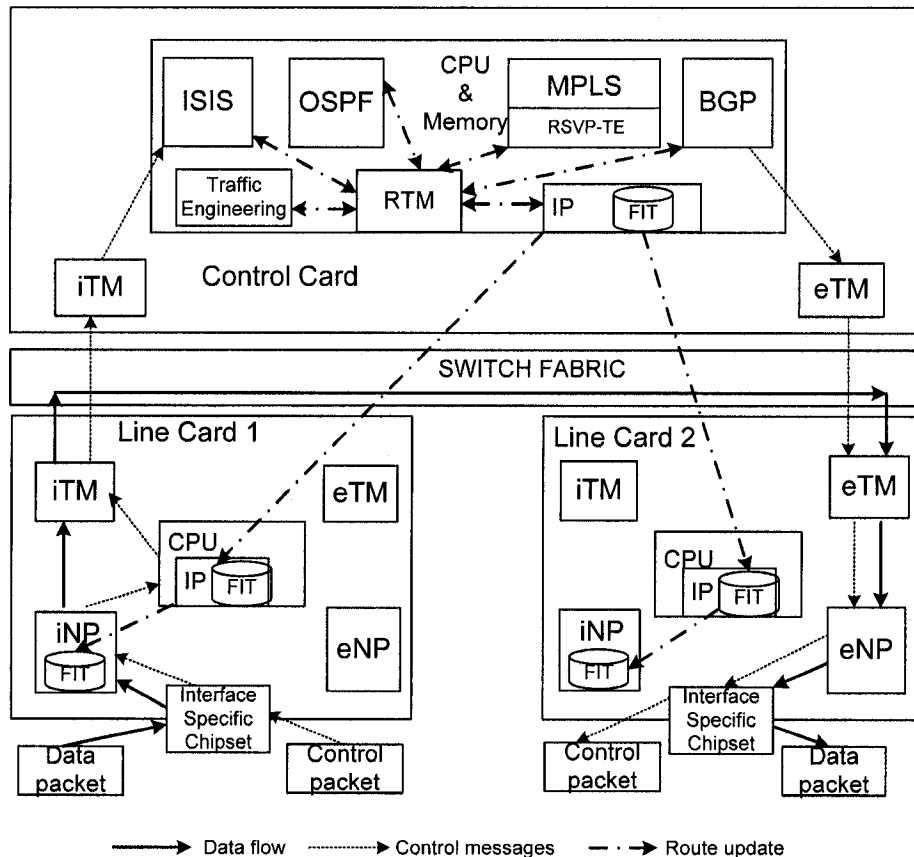 ISIS
OSPF
CPU
&
Memory
MPLS
RSVP-TE
BGP
Traffic
Engineering
RTM
IP
FIT
iTM
Control Card
eTM
SWITCH FABRIC
Line Card 1
iTM
eTM
CPU
IP
FIT
iNP
FIT
eNP
Interface
Specific
Chipset
Data
packet
Control
packet
Line Card 2
iTM
eTM
CPU
IP
FIT
iNP
FIT
eNP
Interface
Specific
Chipset
Control
packet
Data
packet
Data flow
Control messages
Route update